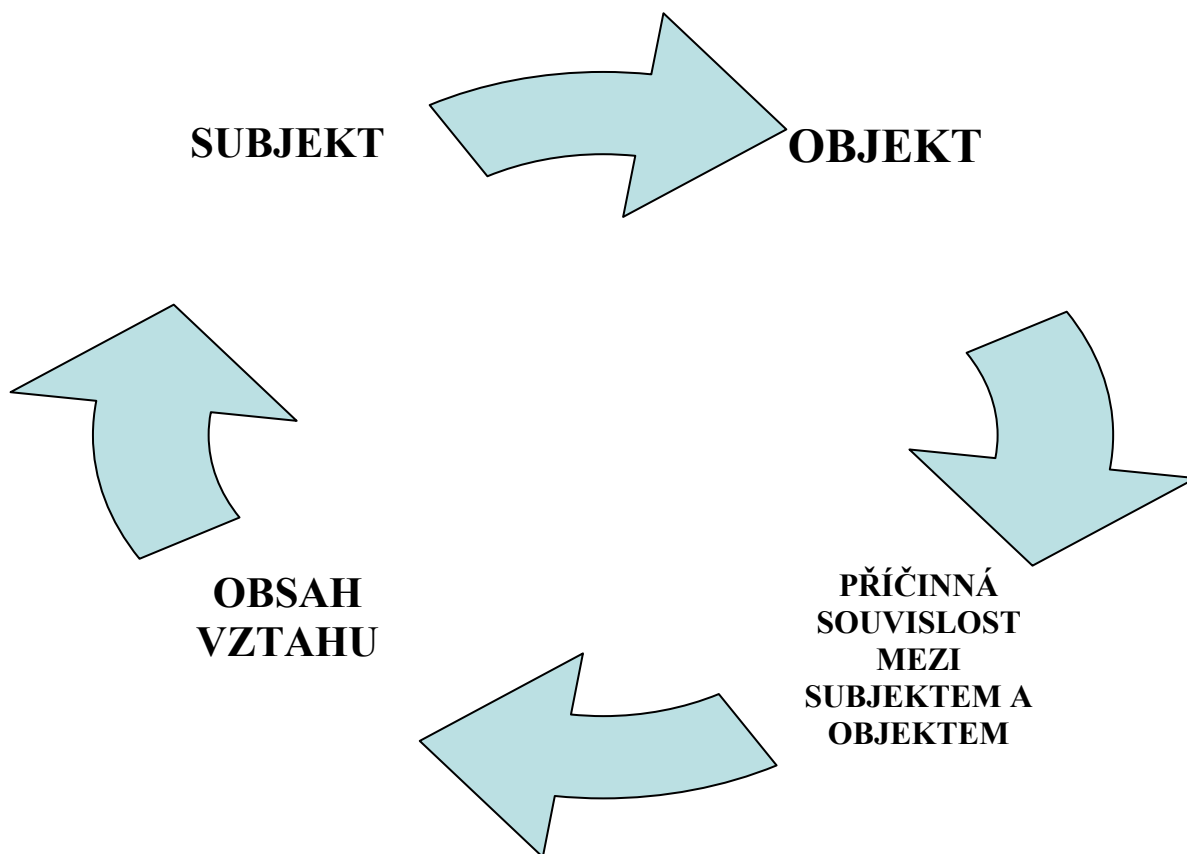 SUBJEKT
OBJEKT
PŘÍČINNÁ
SOUVISLOST
MEZI
SUBJEKTEM A
OBJEKTEM
OBSAH
VZTAHU